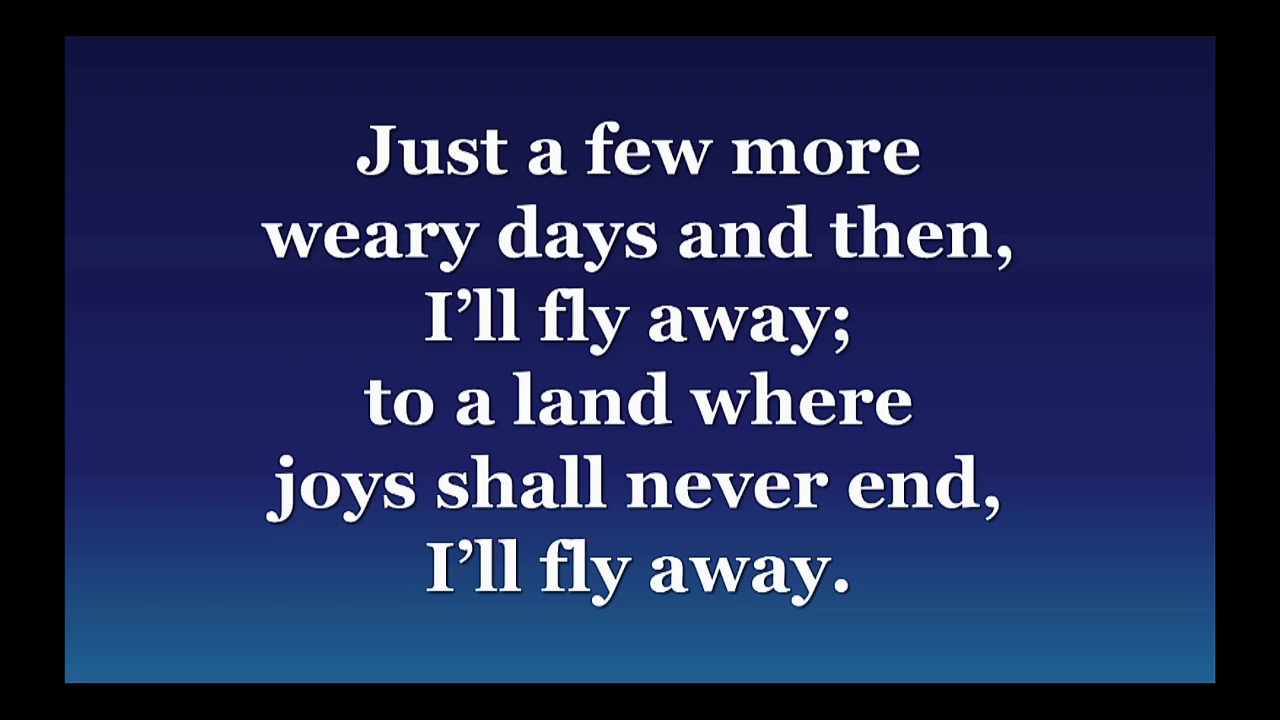 Just a few more
weary days and then,
I’ll fly away;
to a land where
joys shall never end,
I’ll fly away.